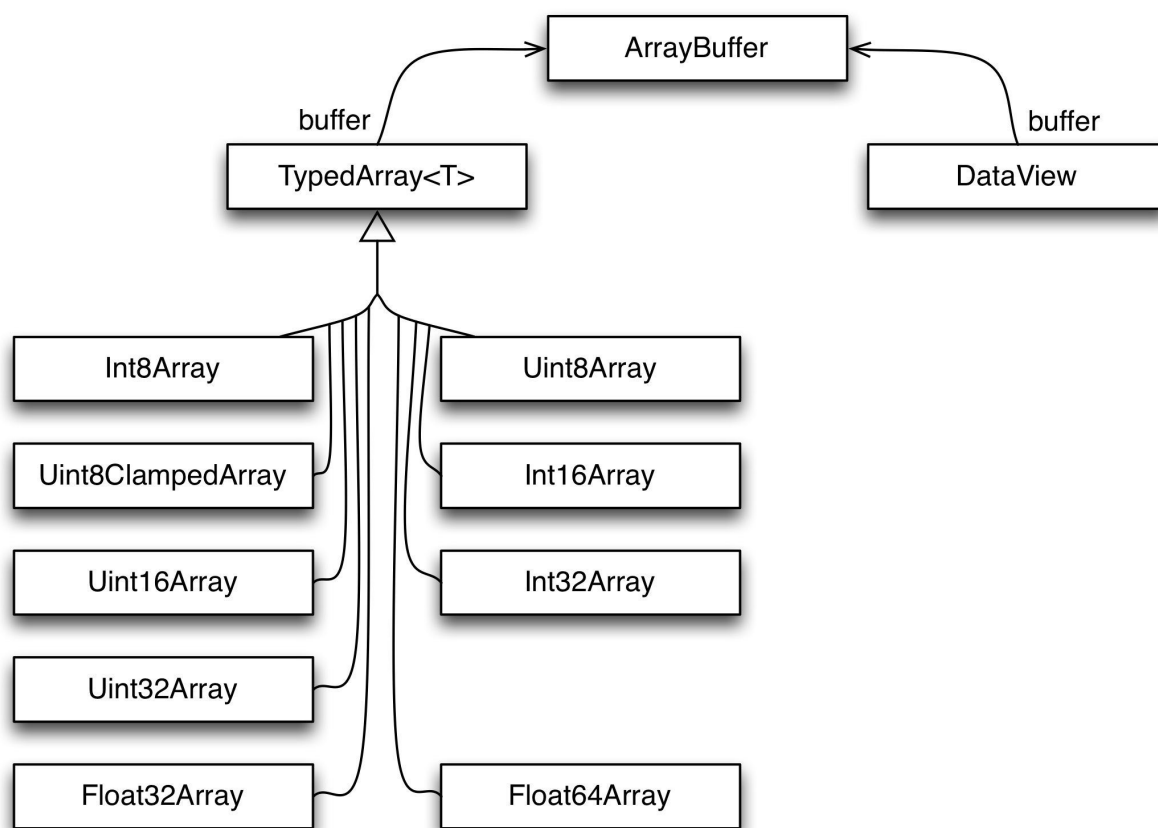 ArrayBuffer
buffer
buffer
TypedArray<T>
DataView
Int8Array
Uint8Array
Uint8ClampedArray
Int16Array
Uint16Array
Int32Array
Uint32Array
Float32Array
Float64Array